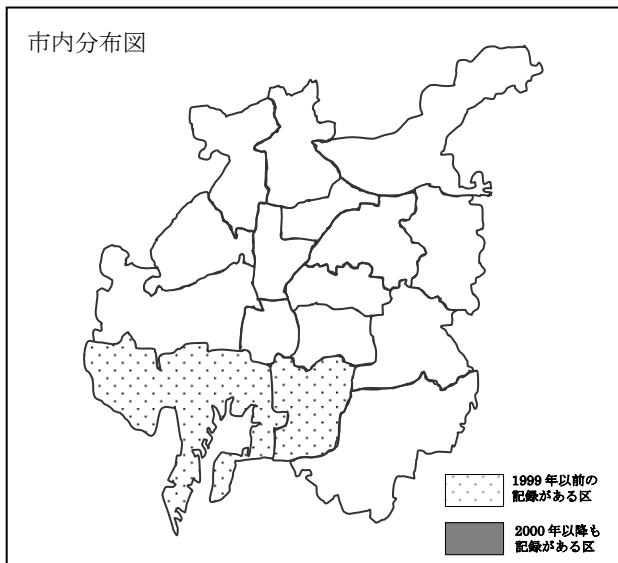 市内分布図
1999 年以前の
記録がある区
2000 年以降も
記録がある区